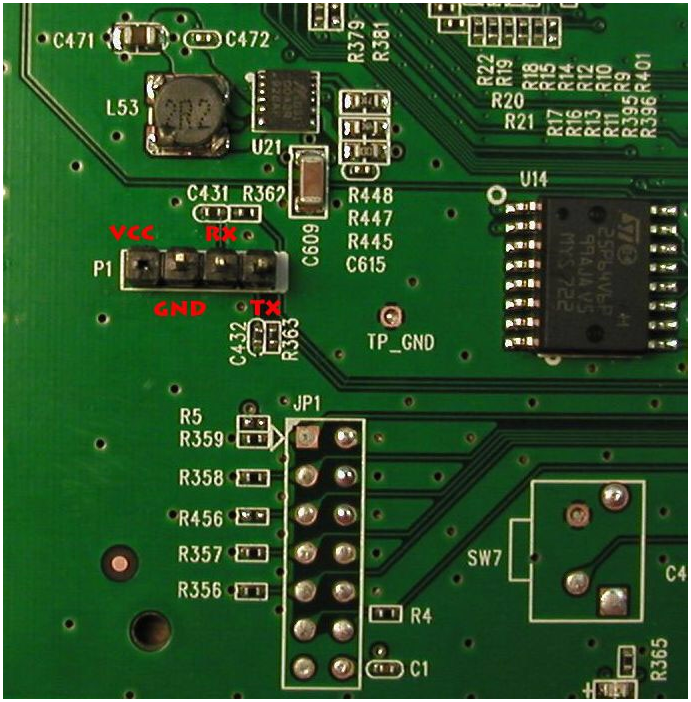 C471
C472
R379
R381
R22
R19
R18
R15
R14
R12
R10
R9
R401
R20
R21
R17
R16
R13
R11
R395
R396
L53
2R2
U21
U14
C431 R362
R448
R447
R445
C615
C609
25P64V6P
VCC
RX
P1
GND
TX
C432
R363
TP_GND
R5
JP1
R359
R358
R456
R357
R356
R4
C1
SW7
C4
R365
+